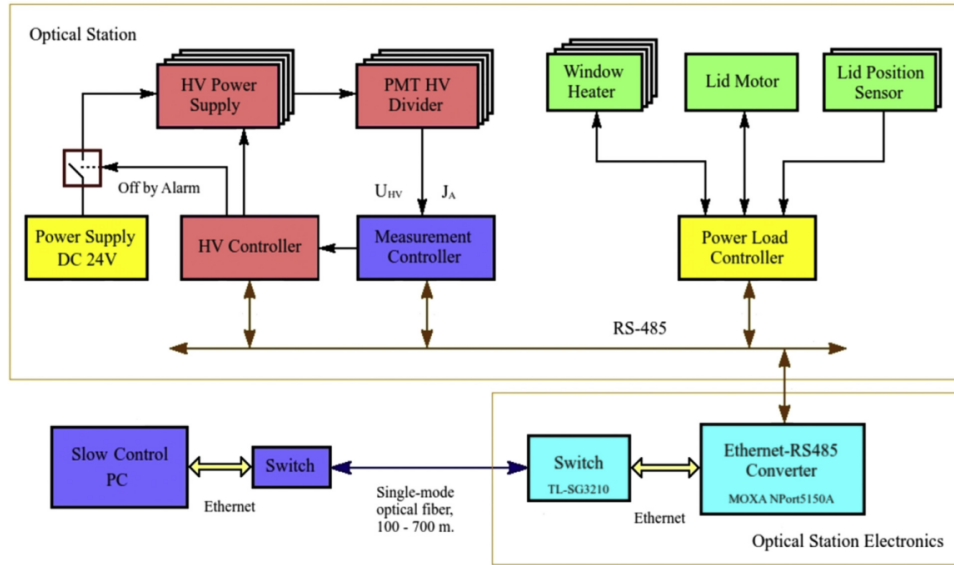 Optical Station
HV Power
Supply
PMT HV
Divider
Window
Heater
Lid Motor
Lid Position
Sensor
Off by Alarm
UHV
JA
Power Supply
DC 24V
HV Controller
Measurement
Controller
Power Load
Controller
RS-485
Slow Control
PC
Ethernet
Switch
Single-mode
optical fiber,
100 - 700 m.
Switch
TL-SG3210
Ethernet
Ethernet-RS485
Converter
MOXA NPort5150A
Optical Station Electronics